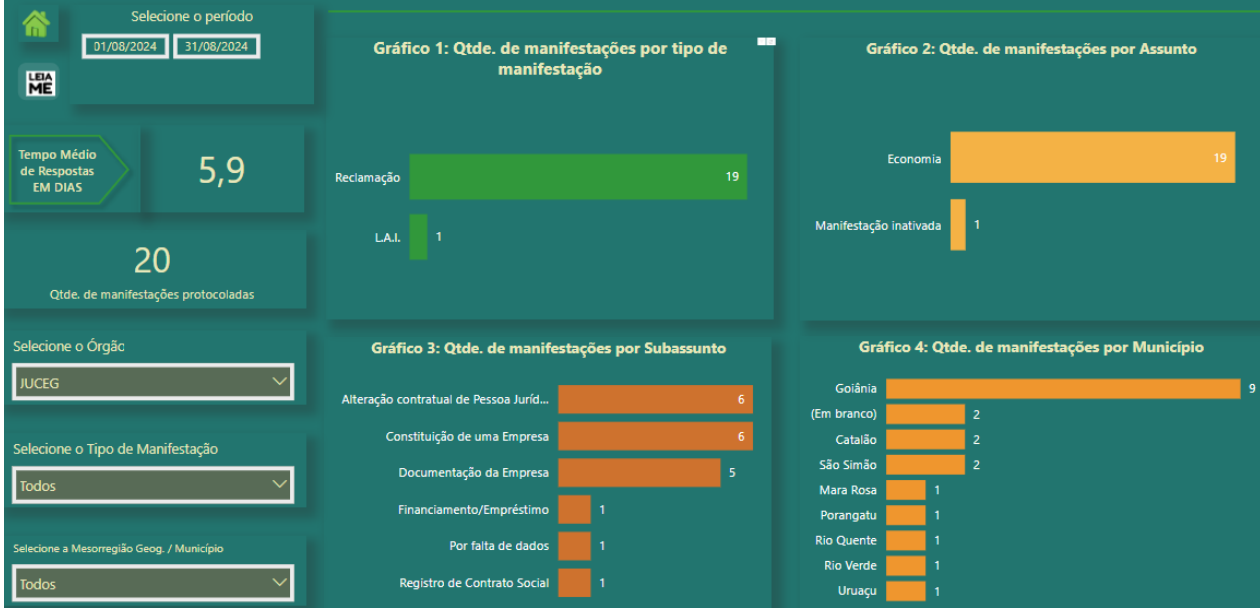 Selecione o período
01/08/2024
31/08/2024
LEIA
ME
Tempo Médio
de Respostas
EM DIAS
5,9
20
Qtde. de manifestações protocoladas
Selecione o Órgão
JUCEG
Selecione o Tipo de Manifestação
Todos
Selecione a Mesorregião Geog. / Município
Todos
Gráfico 1: Qtde. de manifestações por tipo de
manifestação
Reclamação 19
L.A.I. 1
Gráfico 2: Qtde. de manifestações por Assunto
Economia 19
Manifestação inativada 1
Gráfico 3: Qtde. de manifestações por Subassunto
Alteração contratual de Pessoa Juríd... 6
Constituição de uma Empresa 6
Documentação da Empresa 5
Financiamento/Empréstimo 1
Por falta de dados 1
Registro de Contrato Social 1
Gráfico 4: Qtde. de manifestações por Município
Goiânia 9
(Em branco) 2
Catalão 2
São Simão 2
Mara Rosa 1
Porangatu 1
Rio Quente 1
Rio Verde 1
Uruaçu 1